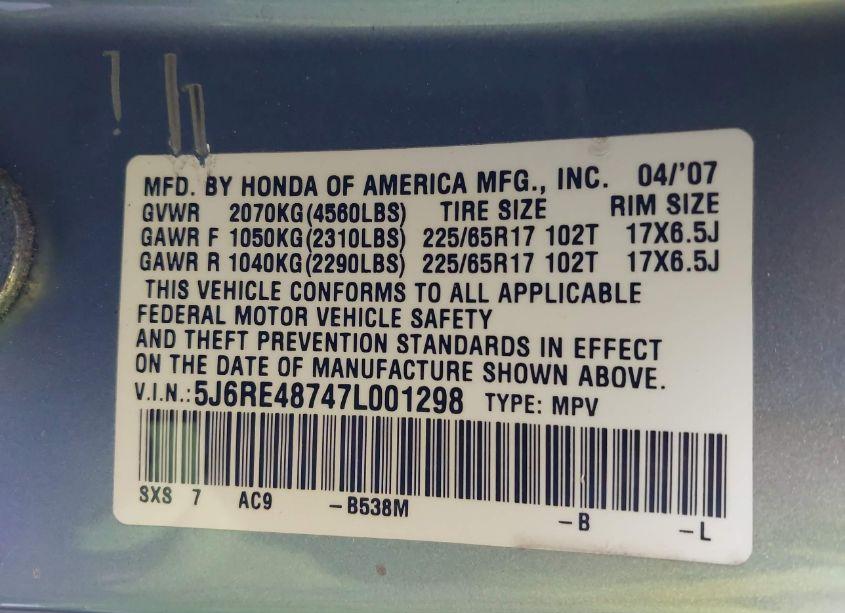 MFD. BY HONDA OF AMERICA MFG., INC. 04/'07
GVWR 2070KG(4560LBS) TIRE SIZE RIM SIZE
GAWR F 1050KG(2310LBS) 225/65R17 102T 17X6.5J
GAWR R 1040KG(2290LBS) 225/65R17 102T 17X6.5J
THIS VEHICLE CONFORMS TO ALL APPLICABLE
FEDERAL MOTOR VEHICLE SAFETY
AND THEFT PREVENTION STANDARDS IN EFFECT
ON THE DATE OF MANUFACTURE SHOWN ABOVE.
V.I.N.: 5J6RE48747L001298 TYPE: MPV
SXS 7 AC9 -B538M -B -L